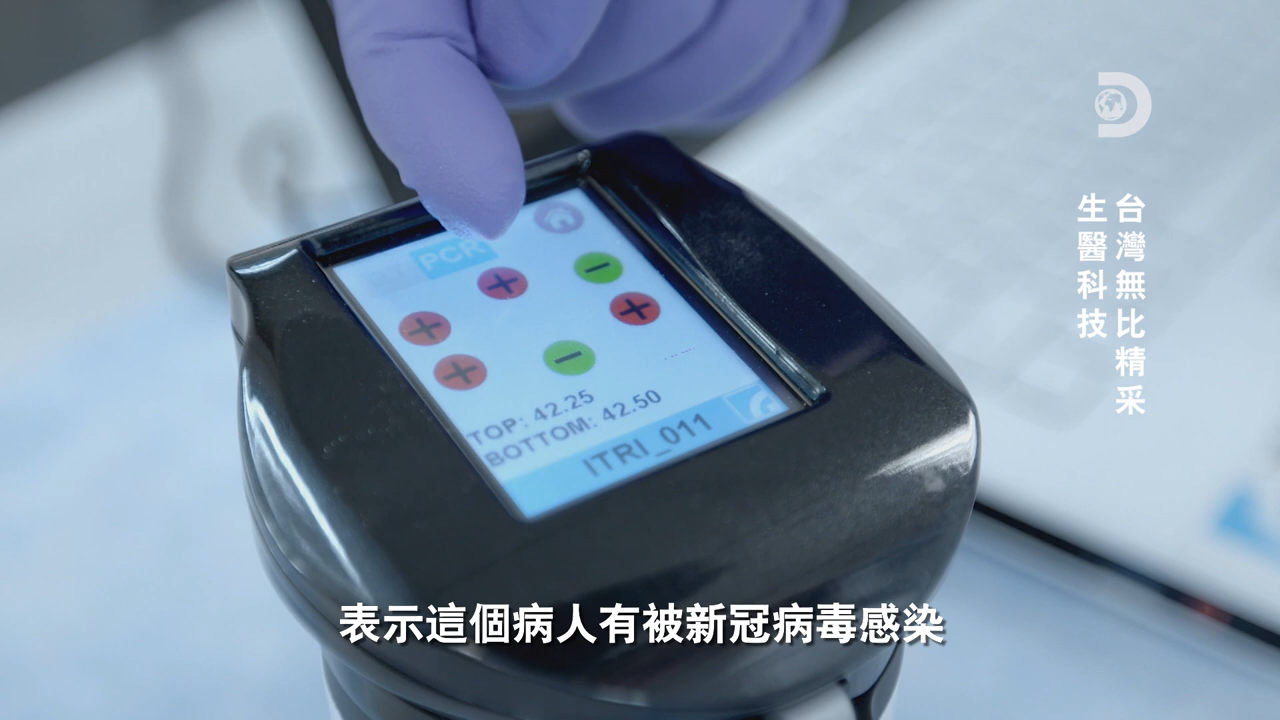 台灣無比精采
生醫科技
PCR
+
−
+
+
+
−
TOP: 42.25
BOTTOM: 42.50
ITRI_011
表示這個病人有被新冠病毒感染